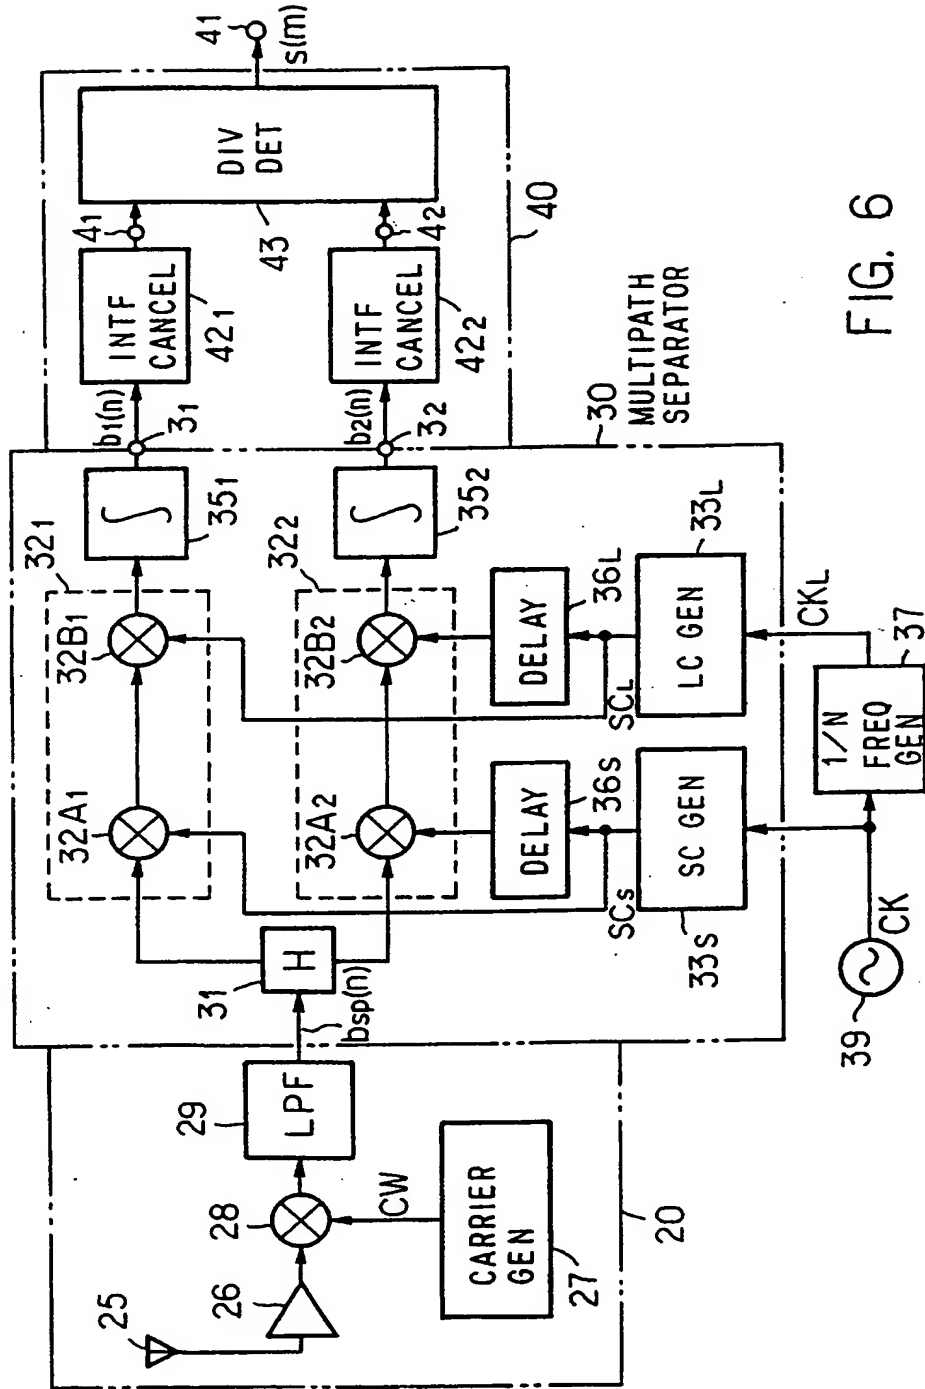 25
26
28
29
LPF
CW
CARRIER
GEN
27
20
31
H
bsp(n)
321
32A1
32B1
351
∫
b1(n)
31
322
32A2
32B2
352
∫
b2(n)
32
DELAY
36S
DELAY
36L
SCS
SCL
SC GEN
33S
LC GEN
33L
CKL
1/N
FREQ
GEN
37
CK
39
30
MULTIPATH
SEPARATOR
INTF
CANCEL
421
41
INTF
CANCEL
422
42
DIV
DET
43
40
41
s(m)
FIG. 6